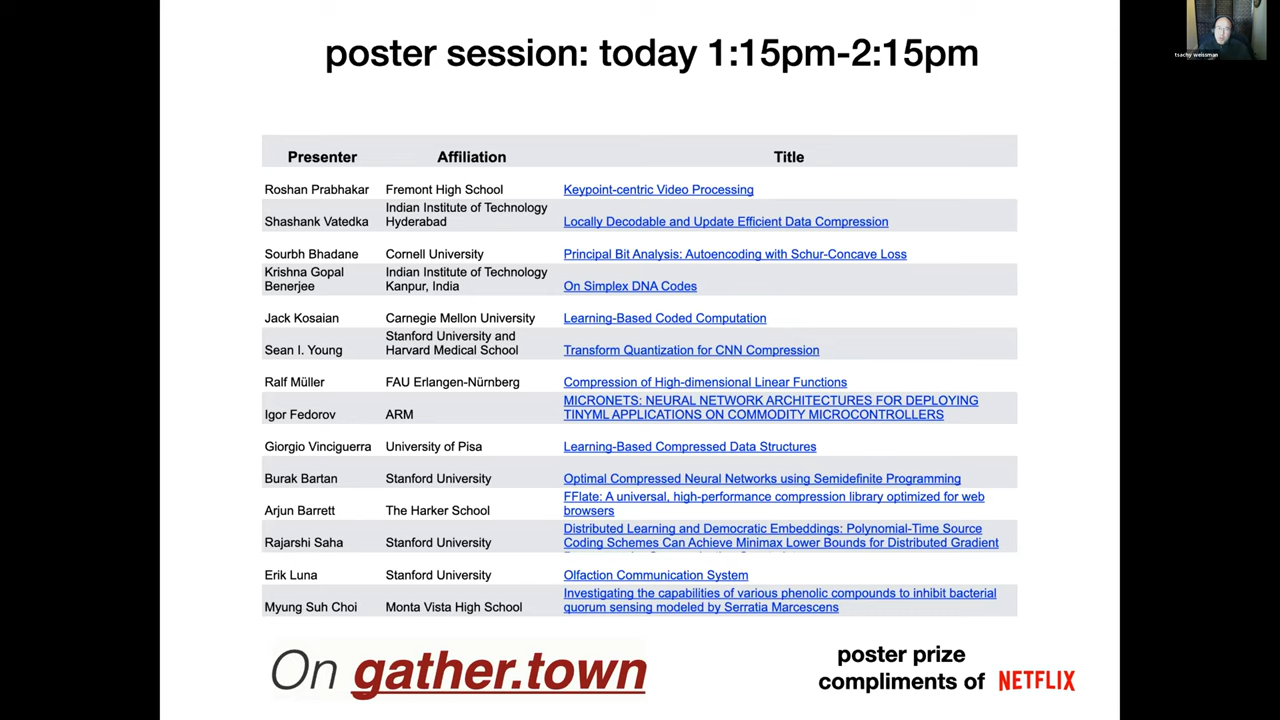 poster session: today 1:15pm-2:15pm
tsachy weissman
Presenter Affiliation Title
Roshan Prabhakar Fremont High School Keypoint-centric Video Processing
Indian Institute of Technology
Shashank Vatedka Hyderabad Locally Decodable and Update Efficient Data Compression
Sourbh Bhadane Cornell University Principal Bit Analysis: Autoencoding with Schur-Concave Loss
Krishna Gopal Indian Institute of Technology
Benerjee Kanpur, India On Simplex DNA Codes
Jack Kosaian Carnegie Mellon University Learning-Based Coded Computation
Stanford University and
Sean I. Young Harvard Medical School Transform Quantization for CNN Compression
Ralf Müller FAU Erlangen-Nürnberg Compression of High-dimensional Linear Functions
MICRONETS: NEURAL NETWORK ARCHITECTURES FOR DEPLOYING
Igor Fedorov ARM TINYML APPLICATIONS ON COMMODITY MICROCONTROLLERS
Giorgio Vinciguerra University of Pisa Learning-Based Compressed Data Structures
Burak Bartan Stanford University Optimal Compressed Neural Networks using Semidefinite Programming
FFlate: A universal, high-performance compression library optimized for web
Arjun Barrett The Harker School browsers
Distributed Learning and Democratic Embeddings: Polynomial-Time Source
Rajarshi Saha Stanford University Coding Schemes Can Achieve Minimax Lower Bounds for Distributed Gradient
Erik Luna Stanford University Olfaction Communication System
Investigating the capabilities of various phenolic compounds to inhibit bacterial
Myung Suh Choi Monta Vista High School quorum sensing modeled by Serratia Marcescens
On gather.town
poster prize
compliments of NETFLIX